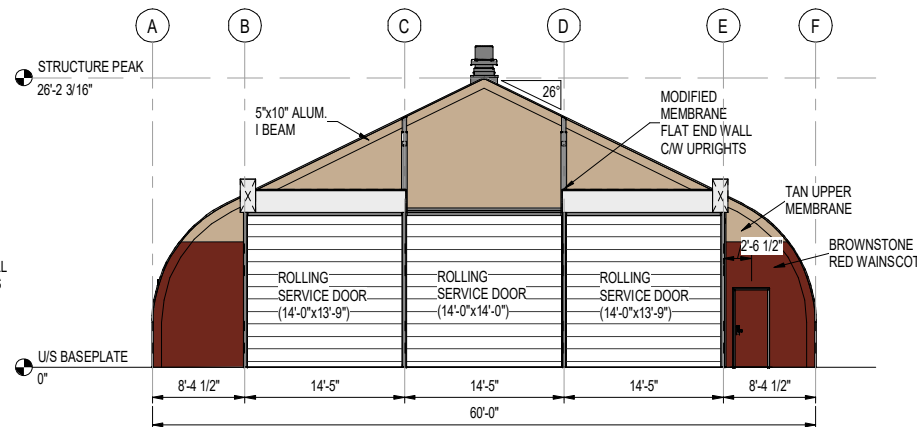 A B C D E F
STRUCTURE PEAK
26'-2 3/16"
26°
5"x10" ALUM.
I BEAM
MODIFIED
MEMBRANE
FLAT END WALL
C/W UPRIGHTS
TAN UPPER
MEMBRANE
2'-6 1/2"
BROWNSTONE
RED WAINSCOT
ROLLING
SERVICE DOOR
(14'-0"x13'-9")
ROLLING
SERVICE DOOR
(14'-0"x14'-0")
ROLLING
SERVICE DOOR
(14'-0"x13'-9")
U/S BASEPLATE
0"
8'-4 1/2" 14'-5" 14'-5" 14'-5" 8'-4 1/2"
60'-0"